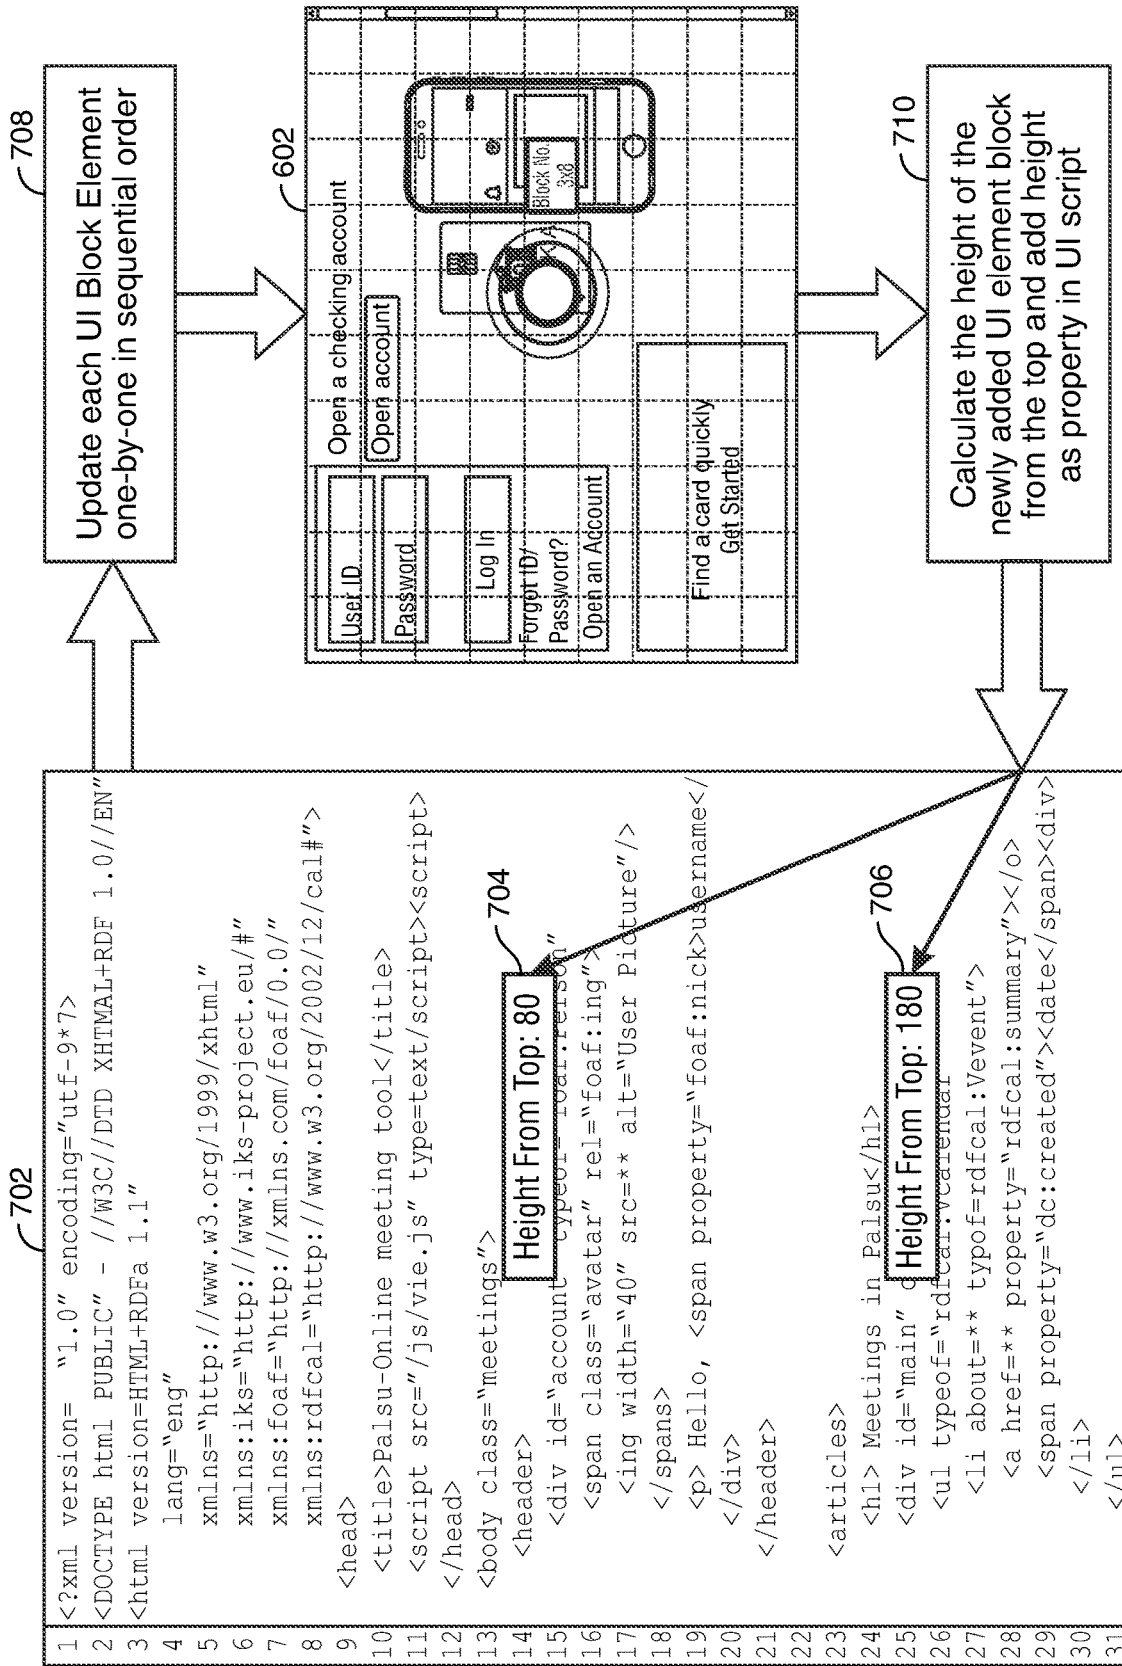 702
1 <?xml version= "1.0" encoding="utf-9*7>
2 <DOCTYPE html PUBLIC" - //W3C//DTD XHTMAL+RDF 1.0//EN"
3 <html version=HTML+RDFa 1.1"
4 lang="eng"
5 xmlns="http://www.w3.org/1999/xhtml"
6 xmlns:iks="http://www.iks-project.eu/#"
7 xmlns:foaf="http://xmlns.com/foaf/0.0/"
8 xmlns:rdfcal="http://www.w3.org/2002/12/cal#">
9 <head>
10 <title>Palsu-Online meeting tool</title>
11 <script src="/js/vie.js" type=text/script><script>
12 </head>
13 <body class="meetings">
14 <header>
15 <div id="account
16 <span class="avatar" rel="foaf:ing">
17 <ing width="40" src=** alt="User Picture"/>
18 </spans>
19 <p> Hello, <span property="foaf:nick>username</
20 </div>
21 </header>
22
23 <articles>
24 <hl> Meetings in Palsu</hl>
25 <div id="main"
26 <ul typeof="rdfcal:vcalendar
27 <li about=** typof=rdfcal:Vevent">
28 <a href=** property="rdfcal:summary"></o>
29 <span property="dc:created"><date</span><div>
30 </li>
31 </ul>
704
Height From Top: 80
706
Height From Top: 180
708
Update each UI Block Element
one-by-one in sequential order
602
User ID
Password
Log In
Forgot ID/
Password?
Open an Account
Open a checking account
Open account
Block No.
3x8
Find a card quickly
Get Started
710
Calculate the height of the
newly added UI element block
from the top and add height
as property in UI script